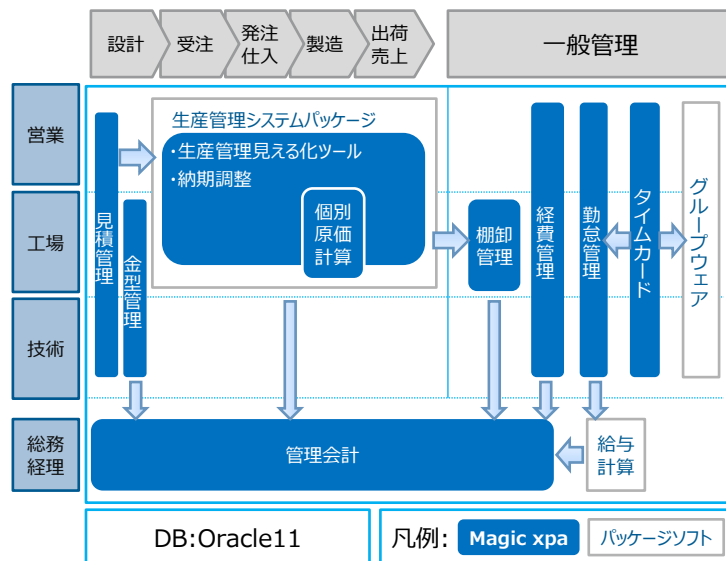 設計
受注
発注
仕入
製造
出荷
売上
一般管理
営業
工場
技術
総務
経理
生産管理システムパッケージ
・生産管理見える化ツール
・納期調整
個別
原価
計算
見積管理
金型管理
棚卸
管理
経費管理
勤怠管理
タイムカード
グループウェア
管理会計
給与
計算
DB:Oracle11
凡例:
Magic xpa
パッケージソフト